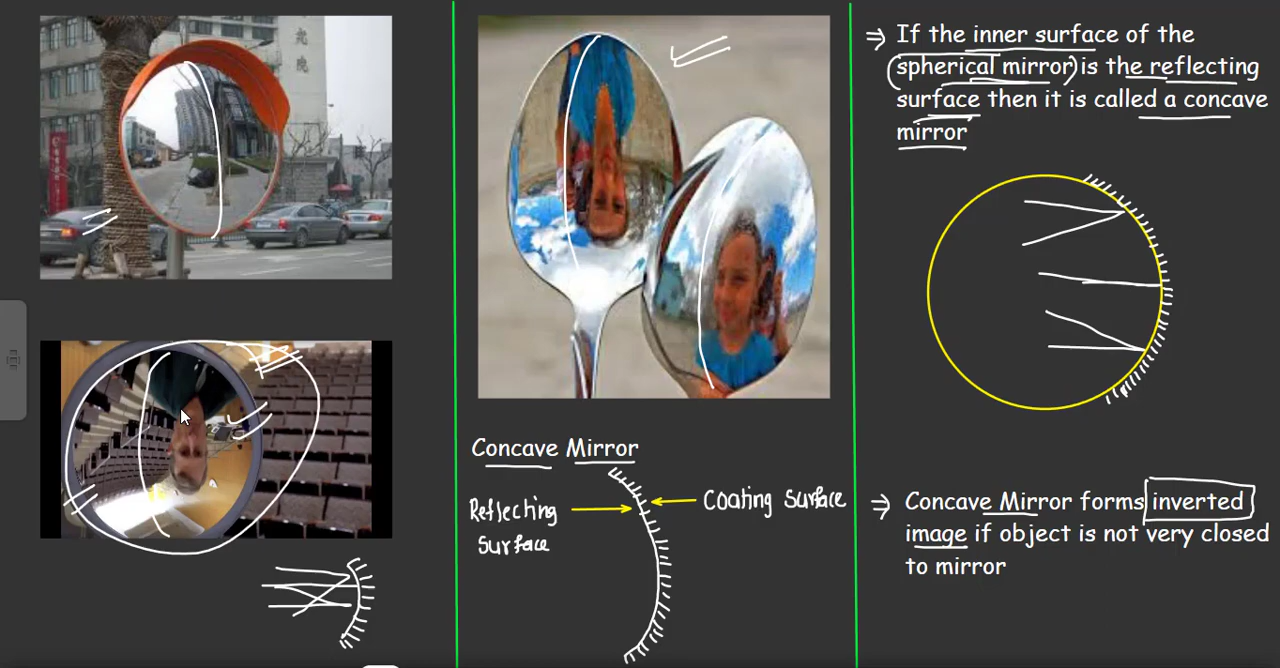 ⇒ If the inner surface of the
spherical mirror is the reflecting
surface then it is called a concave
mirror
Concave Mirror
Reflecting
Surface
Coating Surface
⇒ Concave Mirror forms inverted
image if object is not very closed
to mirror